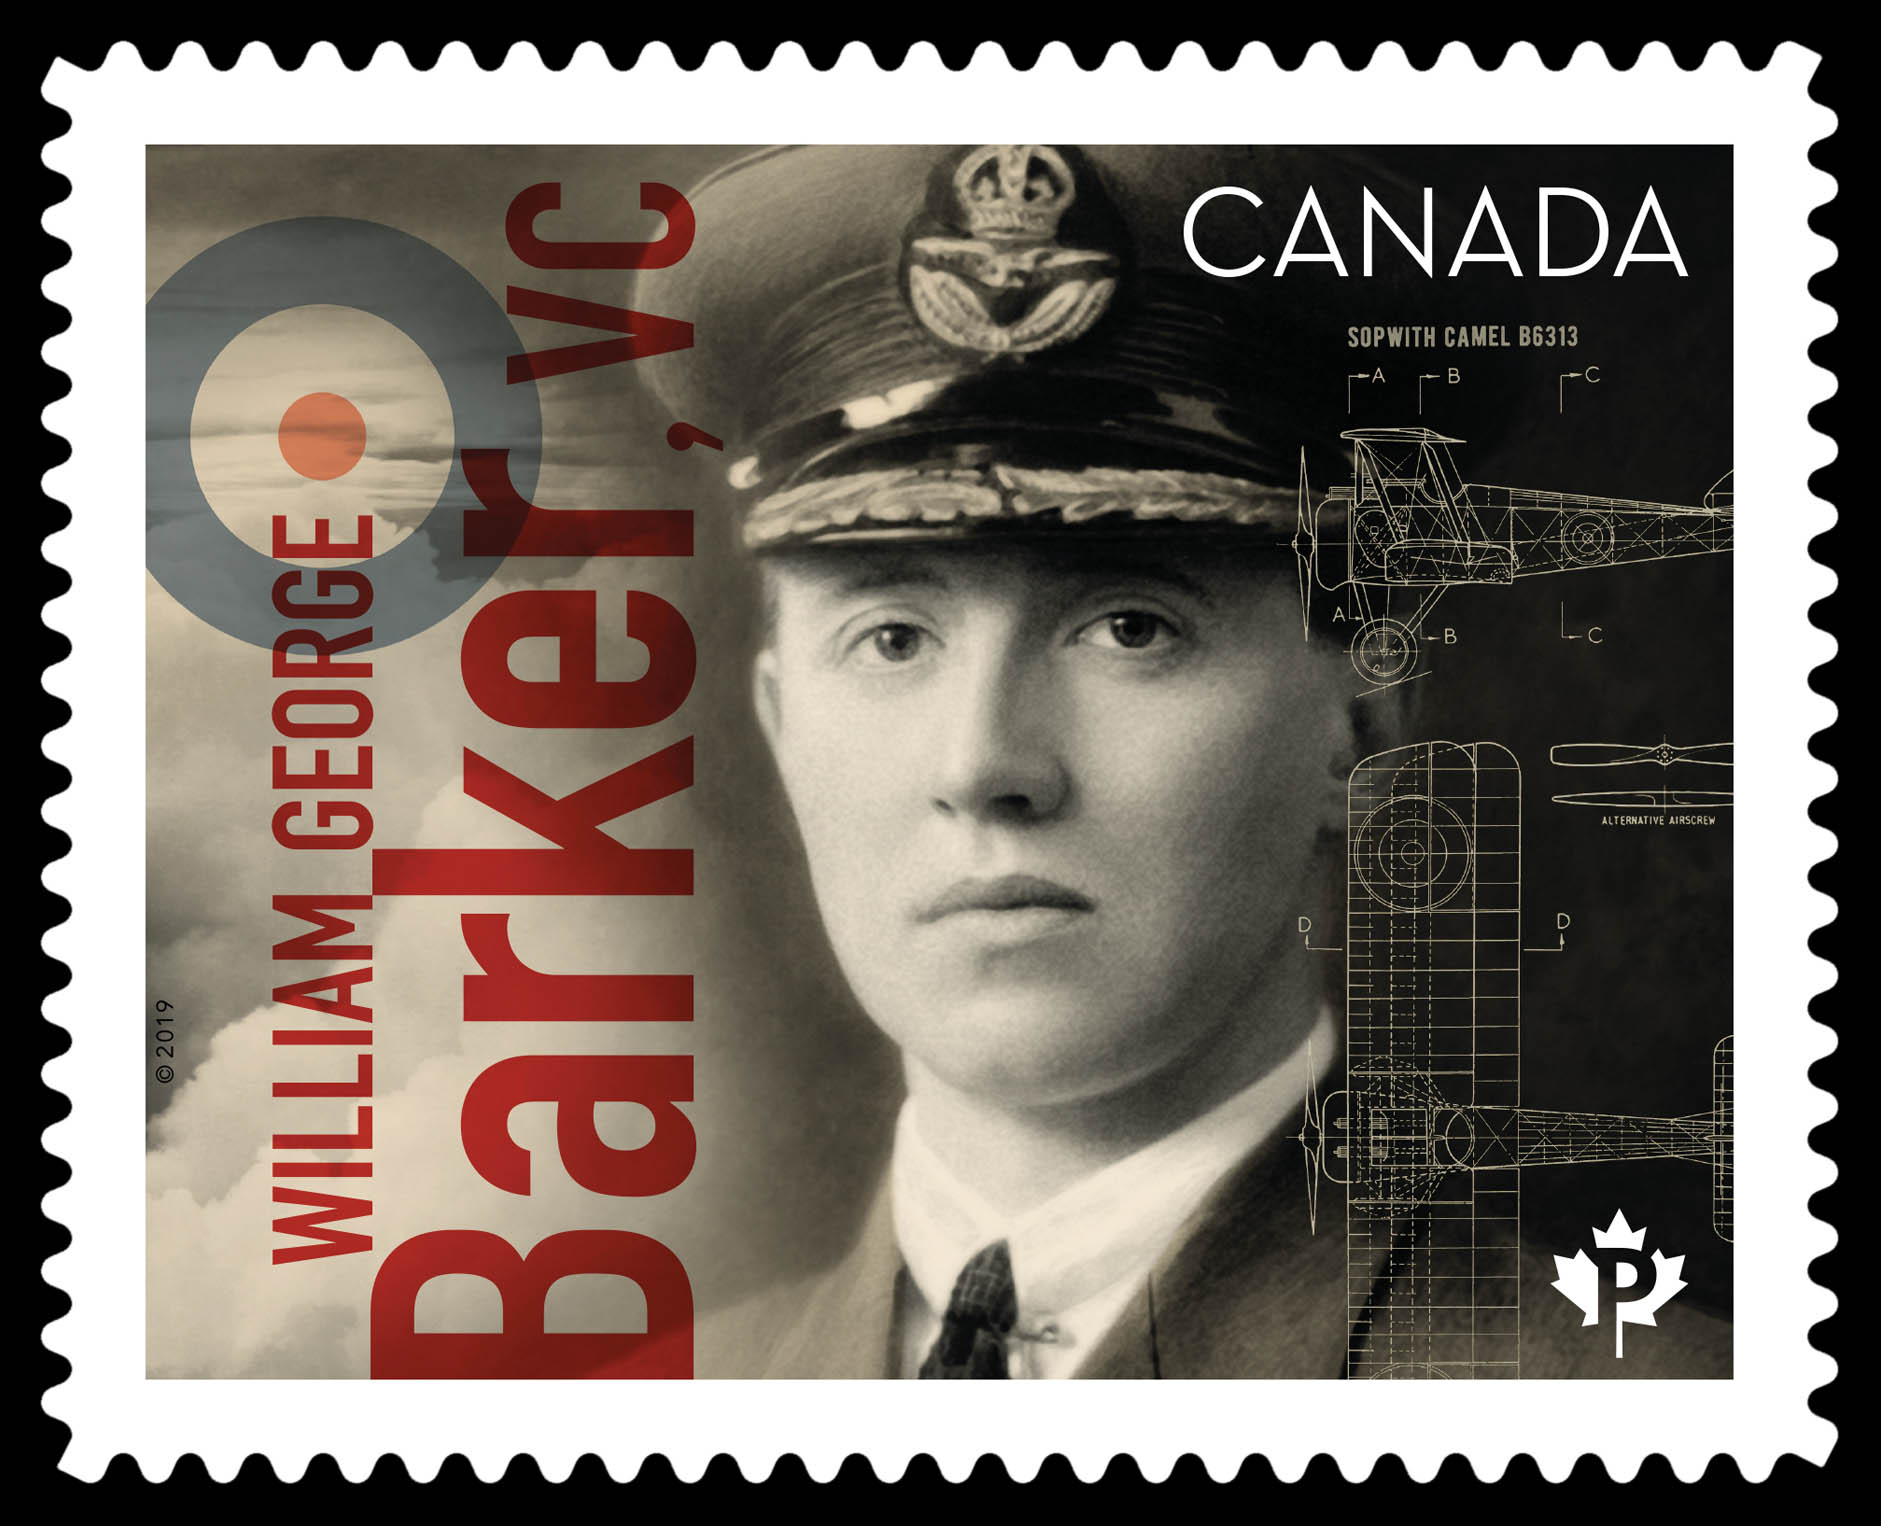 CANADA
WILLIAM GEORGE
Barker, VC
SOPWITH CAMEL B6313
A
B
C
A
B
C
ALTERNATIVE AIRSCREW
D
D
P
©2019